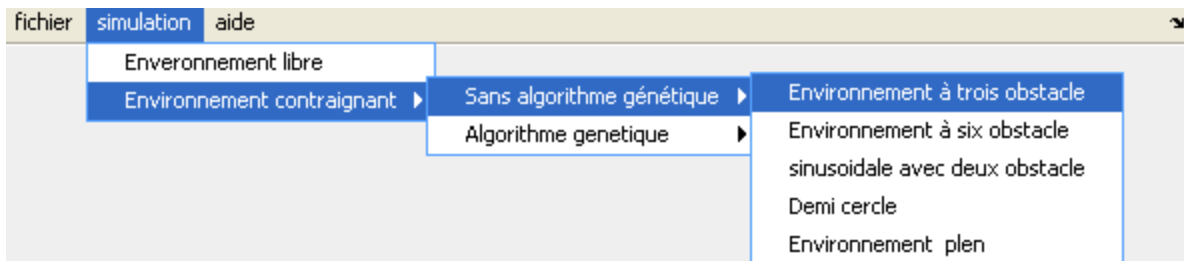 fichier simulation aide
Enveronnement libre
Environnement contraignant
Sans algorithme génétique
Algorithme genetique
Environnement à trois obstacle
Environnement à six obstacle
sinusoidale avec deux obstacle
Demi cercle
Environnement plen